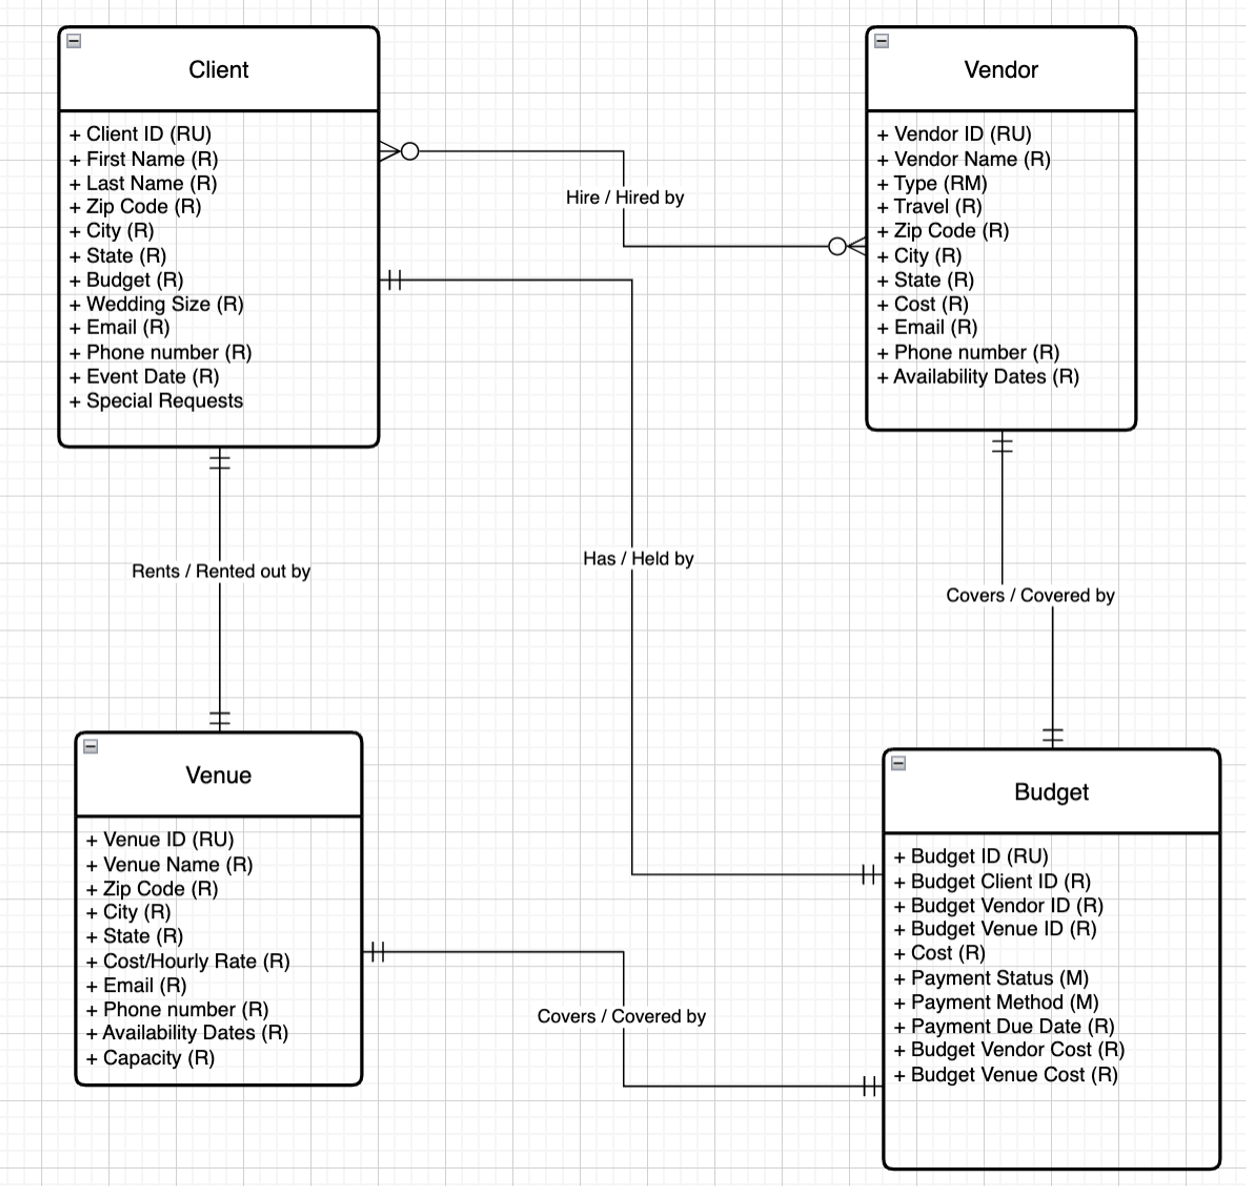 Client
+ Client ID (RU)
+ First Name (R)
+ Last Name (R)
+ Zip Code (R)
+ City (R)
+ State (R)
+ Budget (R)
+ Wedding Size (R)
+ Email (R)
+ Phone number (R)
+ Event Date (R)
+ Special Requests
Hire / Hired by
Vendor
+ Vendor ID (RU)
+ Vendor Name (R)
+ Type (RM)
+ Travel (R)
+ Zip Code (R)
+ City (R)
+ State (R)
+ Cost (R)
+ Email (R)
+ Phone number (R)
+ Availability Dates (R)
Rents / Rented out by
Has / Held by
Covers / Covered by
Venue
+ Venue ID (RU)
+ Venue Name (R)
+ Zip Code (R)
+ City (R)
+ State (R)
+ Cost/Hourly Rate (R)
+ Email (R)
+ Phone number (R)
+ Availability Dates (R)
+ Capacity (R)
Covers / Covered by
Budget
+ Budget ID (RU)
+ Budget Client ID (R)
+ Budget Vendor ID (R)
+ Budget Venue ID (R)
+ Cost (R)
+ Payment Status (M)
+ Payment Method (M)
+ Payment Due Date (R)
+ Budget Vendor Cost (R)
+ Budget Venue Cost (R)